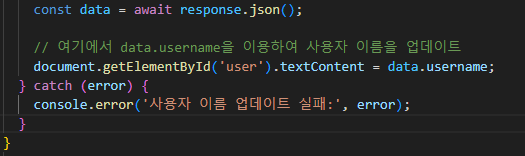 const data = await response.json();
// 여기에서 data.username을 이용하여 사용자 이름을 업데이트
document.getElementById('user').textContent = data.username;
} catch (error) {
console.error('사용자 이름 업데이트 실패:', error);
}
}